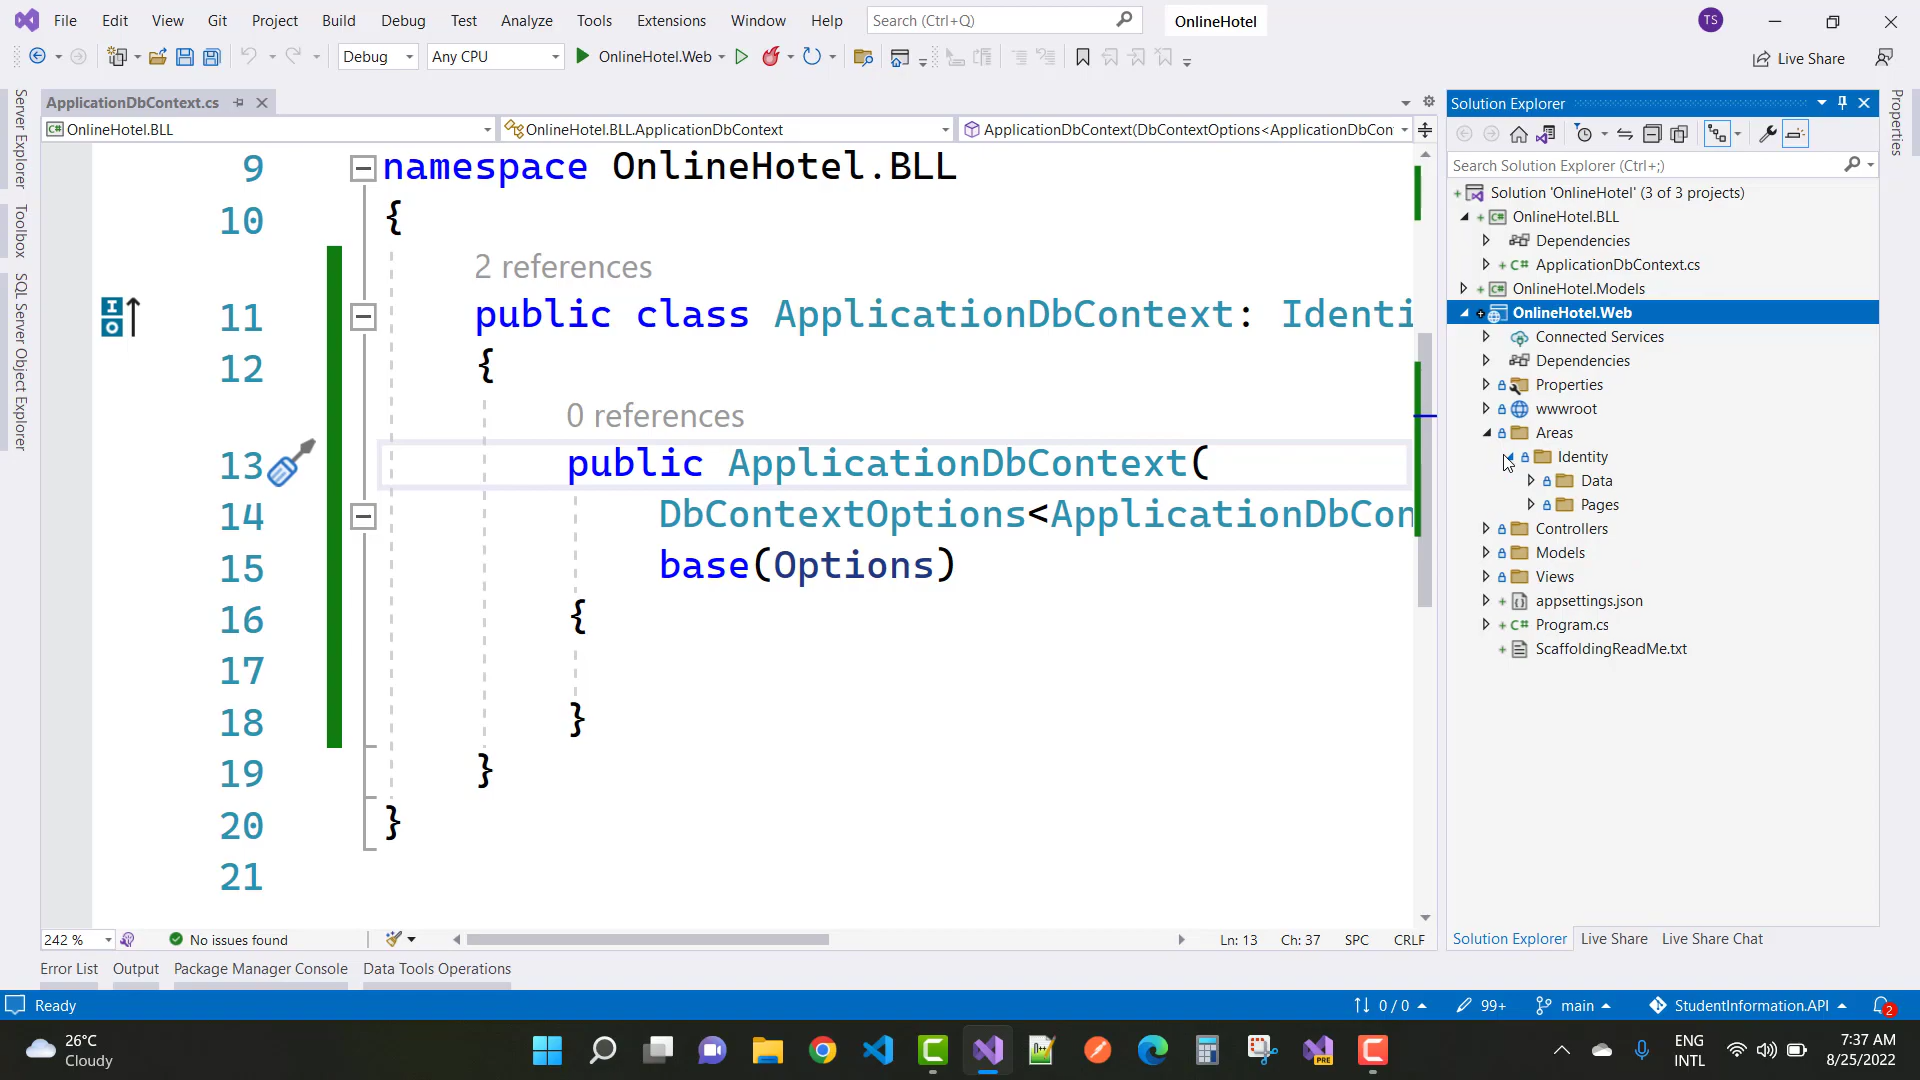 File Edit View Git Project Build Debug Test Analyze Tools Extensions Window Help Search (Ctrl+Q) OnlineHotel TS
Debug Any CPU OnlineHotel.Web Live Share
ApplicationDbContext.cs
OnlineHotel.BLL OnlineHotel.BLL.ApplicationDbContext ApplicationDbContext(DbContextOptions<ApplicationDbCon
Server Explorer
Toolbox
SQL Server Object Explorer
9 namespace OnlineHotel.BLL
10 {
2 references
11 public class ApplicationDbContext: Identi
12 {
0 references
13 public ApplicationDbContext(
14 DbContextOptions<ApplicationDbCon
15 base(Options)
16 {
17
18 }
19 }
20 }
21
242 % No issues found Ln: 13 Ch: 37 SPC CRLF
Solution Explorer
Search Solution Explorer (Ctrl+;)
Solution 'OnlineHotel' (3 of 3 projects)
OnlineHotel.BLL
Dependencies
C# ApplicationDbContext.cs
OnlineHotel.Models
OnlineHotel.Web
Connected Services
Dependencies
Properties
wwwroot
Areas
Identity
Data
Pages
Controllers
Models
Views
appsettings.json
C# Program.cs
ScaffoldingReadMe.txt
Solution Explorer Live Share Live Share Chat
Properties
Error List Output Package Manager Console Data Tools Operations
Ready 0 / 0 99+ main StudentInformation.API 2
26°C
Cloudy
ENG
INTL
7:37 AM
8/25/2022